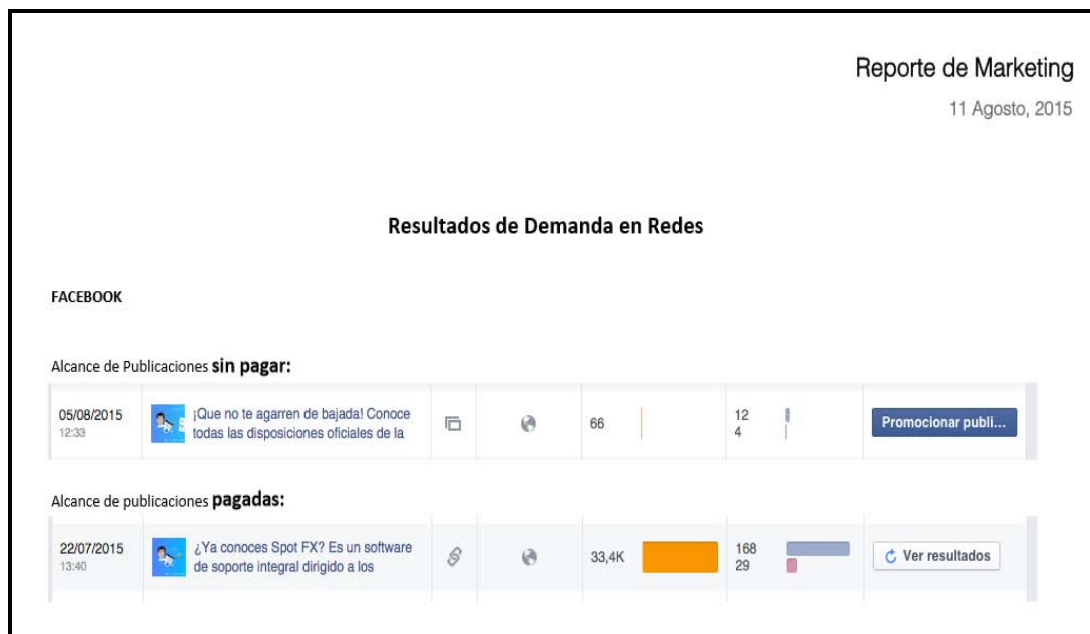 Reporte de Marketing
11 Agosto, 2015
Resultados de Demanda en Redes
FACEBOOK
Alcance de Publicaciones sin pagar:
05/08/2015
12:33
¡Que no te agarren de bajada! Conoce
todas las disposiciones oficiales de la
66
12
4
Promocionar publi...
Alcance de publicaciones pagadas:
22/07/2015
13:40
¿Ya conoces Spot FX? Es un software
de soporte integral dirigido a los
33,4K
168
29
Ver resultados